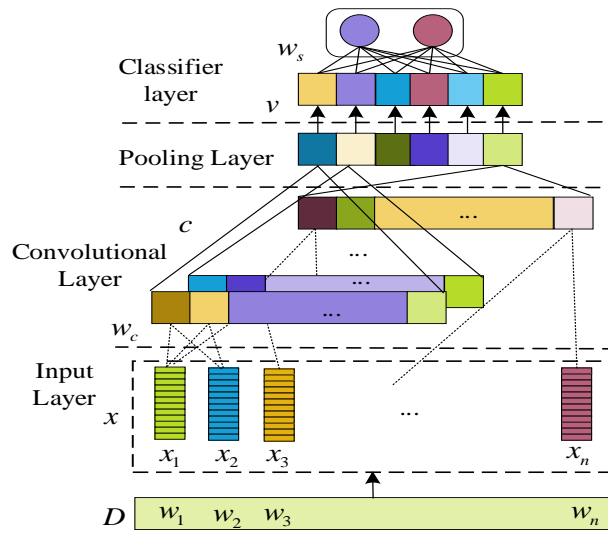 w_s
Classifier
layer
v
Pooling Layer
...
c
...
Convolutional
Layer
...
...
w_c
Input
Layer
x
...
x_1 x_2 x_3 x_n
D w_1 w_2 w_3 w_n